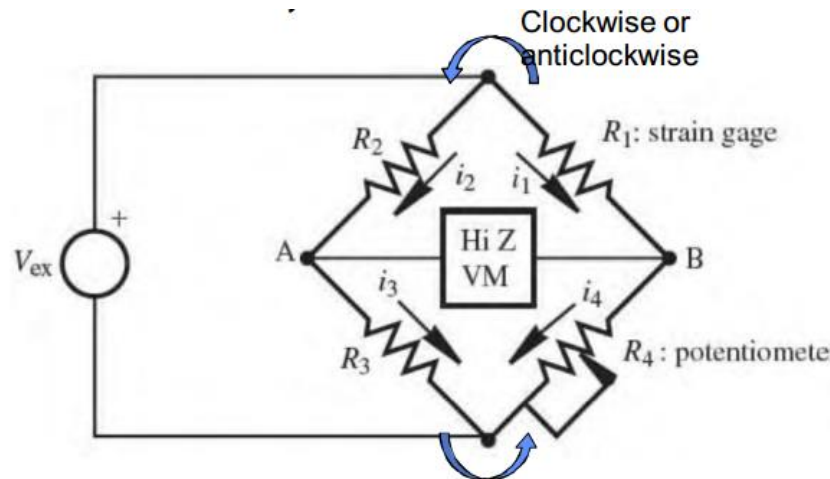 Clockwise or
anticlockwise
R2
R1: strain gage
i2
i1
+
Vex
A
Hi Z
VM
B
i3
i4
R3
R4 : potentiomete